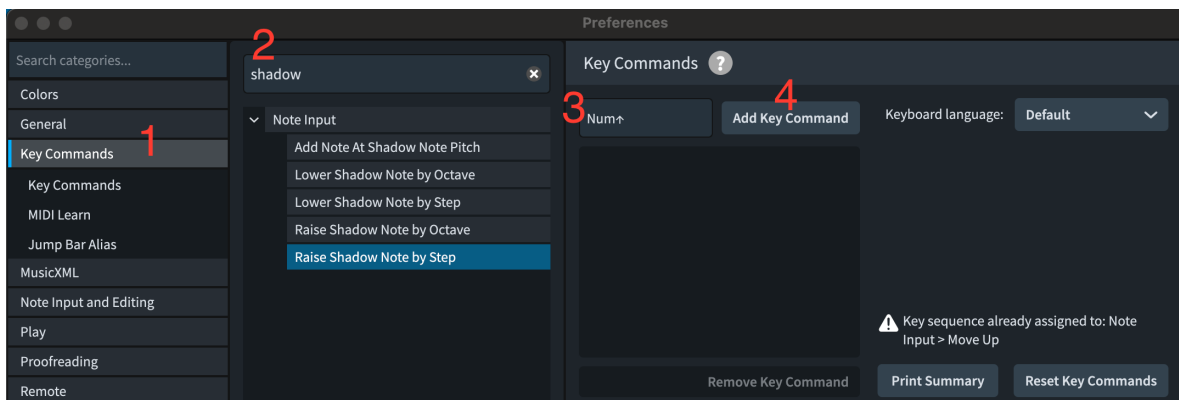 Preferences
Search categories...
Colors
General
1
Key Commands
Key Commands
MIDI Learn
Jump Bar Alias
MusicXML
Note Input and Editing
Play
Proofreading
Remote
2
shadow
Note Input
Add Note At Shadow Note Pitch
Lower Shadow Note by Octave
Lower Shadow Note by Step
Raise Shadow Note by Octave
Raise Shadow Note by Step
Key Commands ?
3 Num↑
4
Add Key Command
Keyboard language: Default
Key sequence already assigned to: Note
Input > Move Up
Remove Key Command
Print Summary
Reset Key Commands